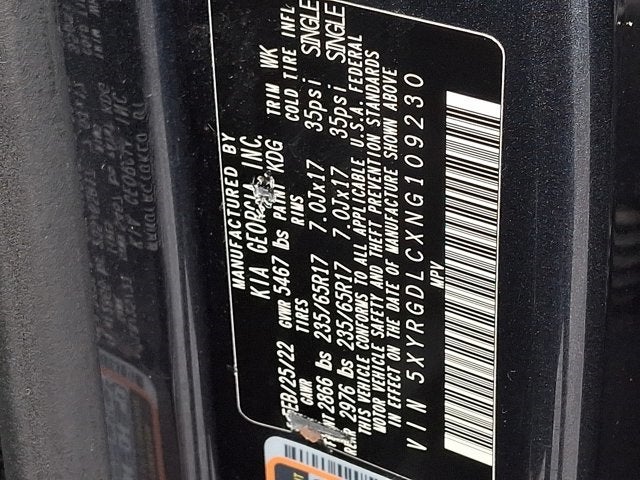 MANUFACTURED BY
KIA GEORGIA INC.
FEB/25/22 GVWR 5467 lbs PAINT KDG TRIM WK
GAWR TIRES RIMS COLD TIRE INFL
FRNT 2866 lbs 235/65R17 7.0Jx17 35psi SINGLE
REAR 2976 lbs 235/65R17 7.0Jx17 35psi SINGLE
THIS VEHICLE CONFORMS TO ALL APPLICABLE U.S.A. FEDERAL
MOTOR VEHICLE SAFETY AND THEFT PREVENTION STANDARDS
IN EFFECT ON THE DATE OF MANUFACTURE SHOWN ABOVE
VIN 5XYRGDLCXNG109230
MPV